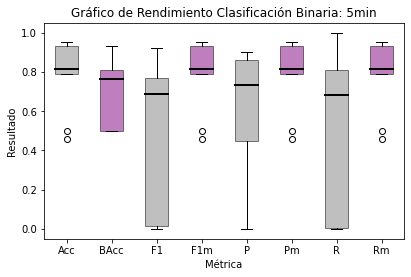 Gráfico de Rendimiento Clasificación Binaria: 5min
Resultado
1.0
0.8
0.6
0.4
0.2
0.0
Acc BAcc F1 F1m P Pm R Rm
Métrica